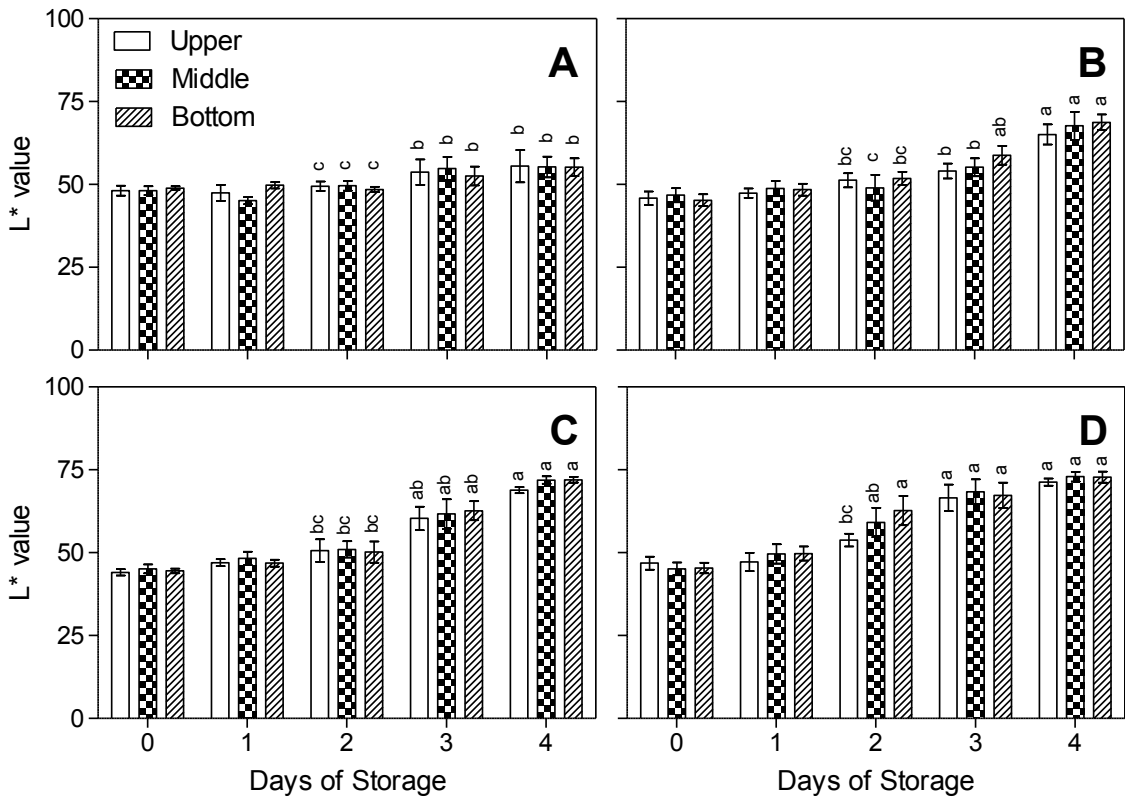 100
75
50
25
0
L* value
Upper
Middle
Bottom
A
c c c
b b b
b b b
B
bc c bc
b b ab
a a a
100
75
50
25
0
L* value
C
bc bc bc
ab ab ab
a a a
0 1 2 3 4
Days of Storage
D
bc ab a
a a a
a a a
0 1 2 3 4
Days of Storage